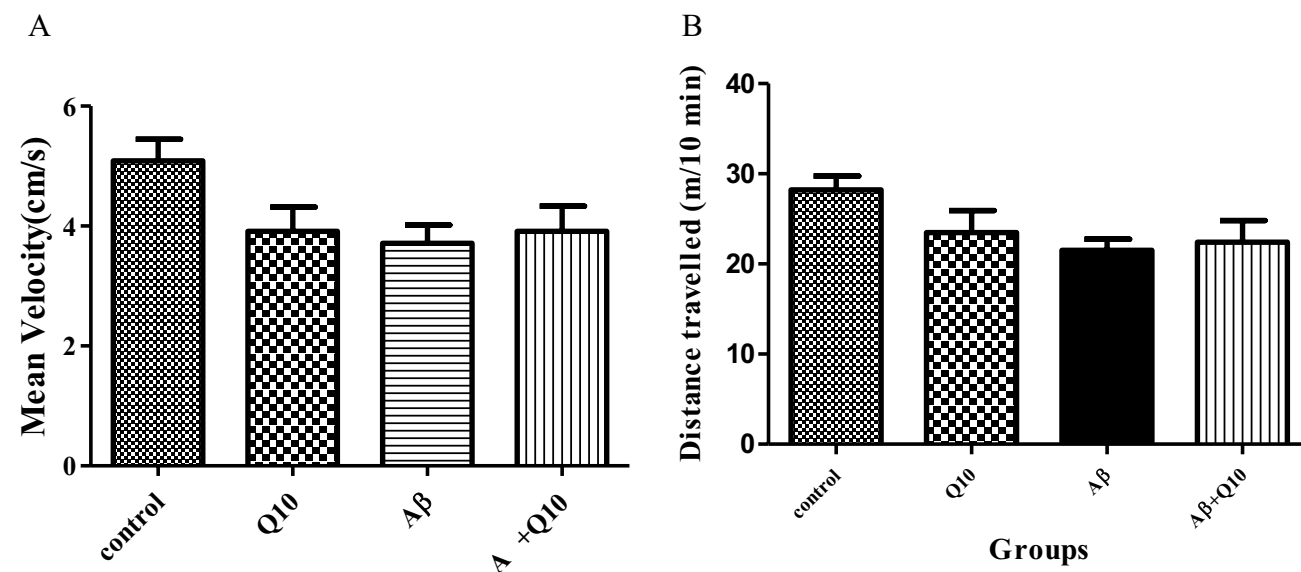 A
Mean Velocity(cm/s)
6
4
2
0
control
Q10
Aβ
A +Q10
B
Distance travelled (m/10 min)
40
30
20
10
0
control
Q10
Aβ
Aβ+Q10
Groups